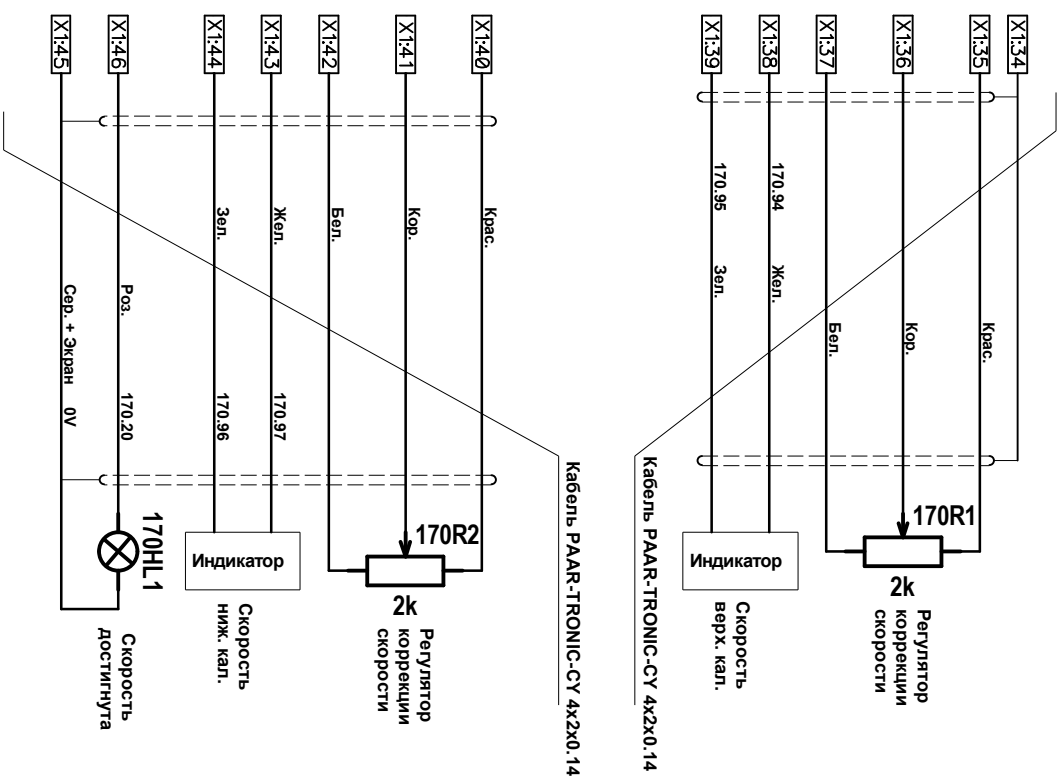 X1:45
X1:46
X1:44
X1:43
X1:42
X1:41
X1:40
X1:39
X1:38
X1:37
X1:36
X1:35
X1:34
Сер. + Экран 0V
Роз. 170.20
Зел. 170.96
Жел. 170.97
Бел.
Кор.
Крас.
170.95 Зел.
170.94 Жел.
Бел.
Кор.
Крас.
170HL1
Скорость
достигнута
Индикатор
Скорость
ниж. кал.
170R2
2k
Регулятор
коррекции
скорости
Кабель PAAR-TRONIC-CY 4x2x0.14
Кабель PAAR-TRONIC-CY 4x2x0.14
Индикатор
Скорость
верх. кал.
170R1
2k
Регулятор
коррекции
скорости